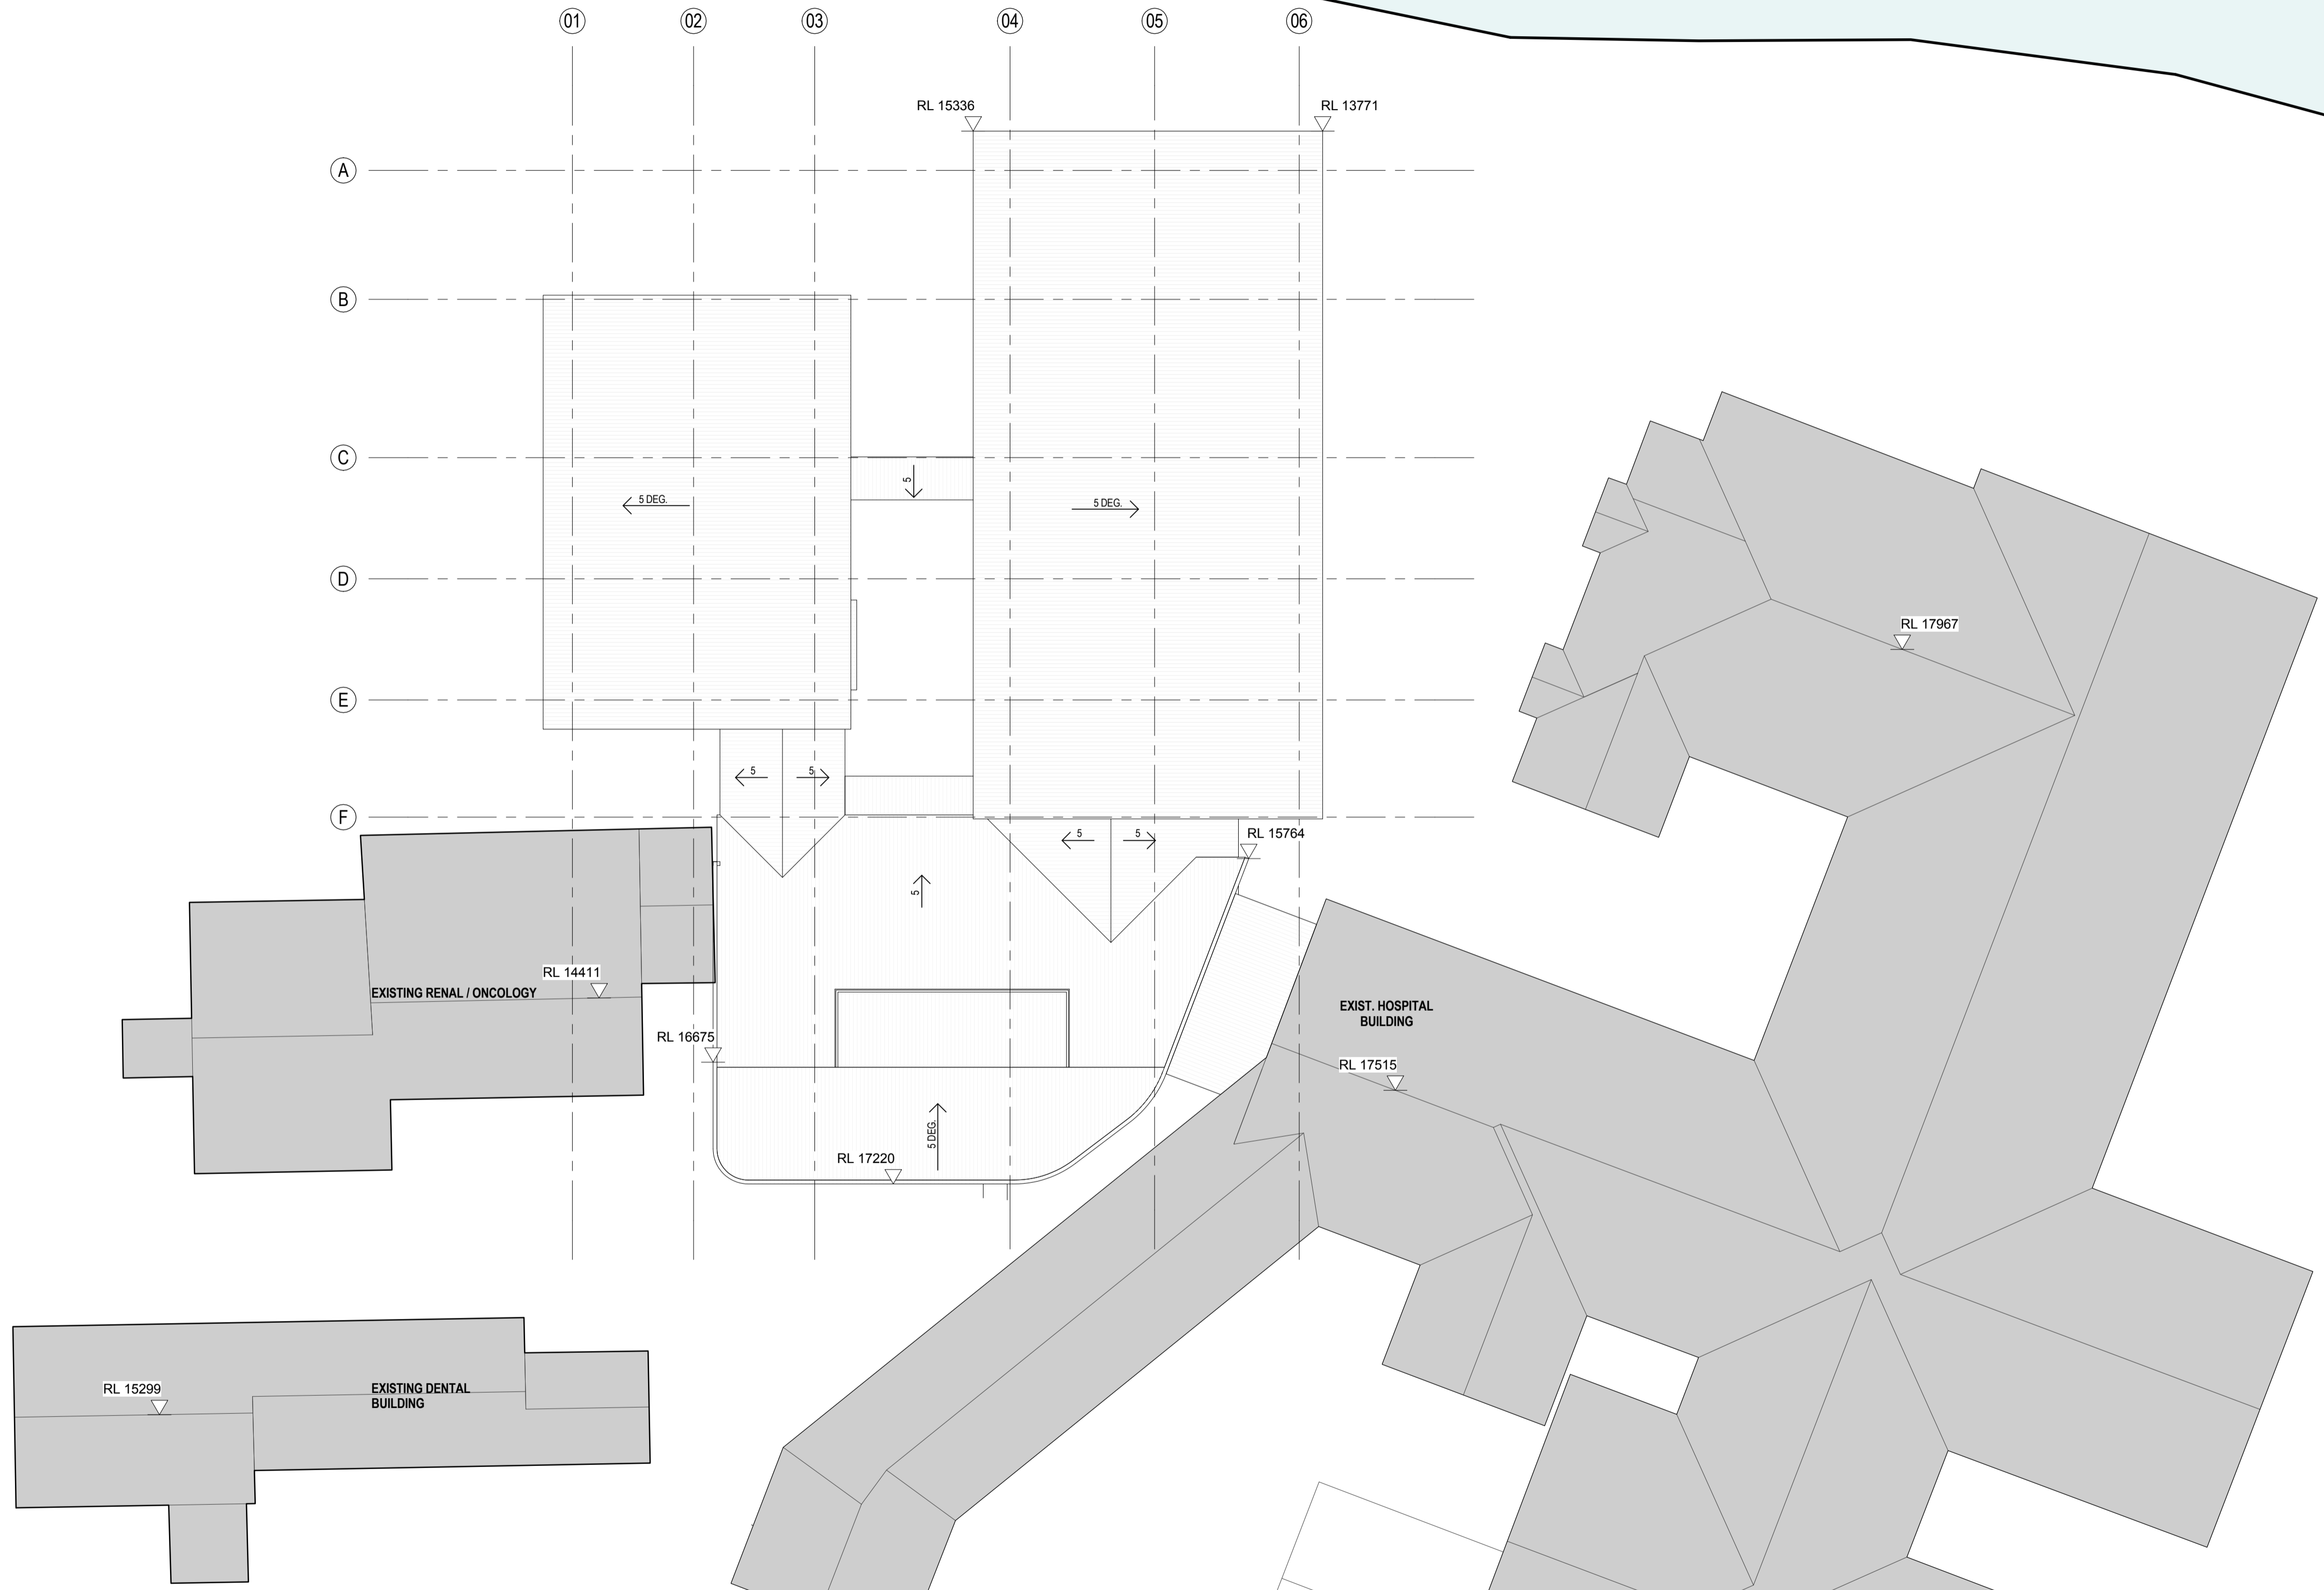 01
02
03
04
05
06
RL 15336
RL 13771
A
B
C
5
5 DEG.
5 DEG.
D
RL 17967
E
5
5
F
5
5
RL 15764
5
RL 14411
EXISTING RENAL / ONCOLOGY
EXIST. HOSPITAL
BUILDING
RL 16675
RL 17515
5 DEG.
RL 17220
RL 15299
EXISTING DENTAL
BUILDING